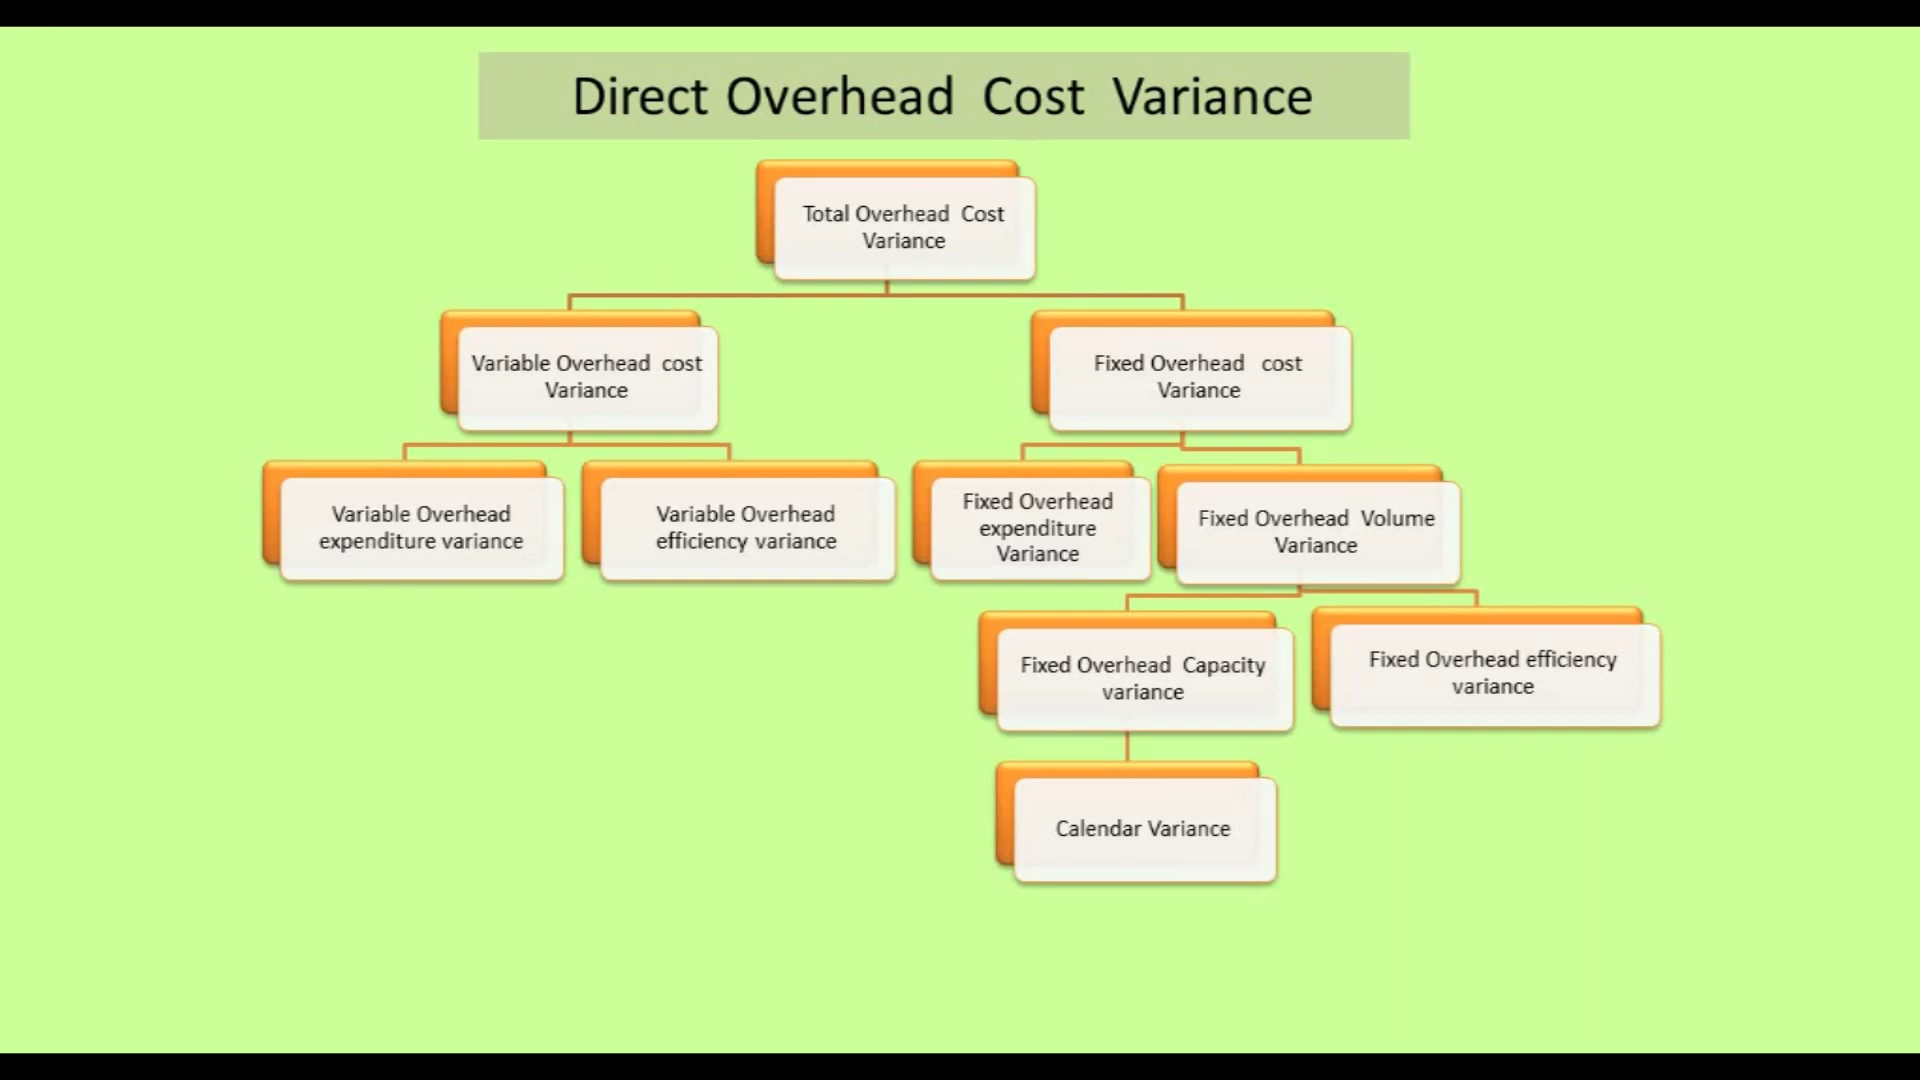 Direct Overhead Cost Variance
Total Overhead Cost
Variance
Variable Overhead cost
Variance
Fixed Overhead cost
Variance
Variable Overhead
expenditure variance
Variable Overhead
efficiency variance
Fixed Overhead
expenditure
Variance
Fixed Overhead Volume
Variance
Fixed Overhead Capacity
variance
Fixed Overhead efficiency
variance
Calendar Variance